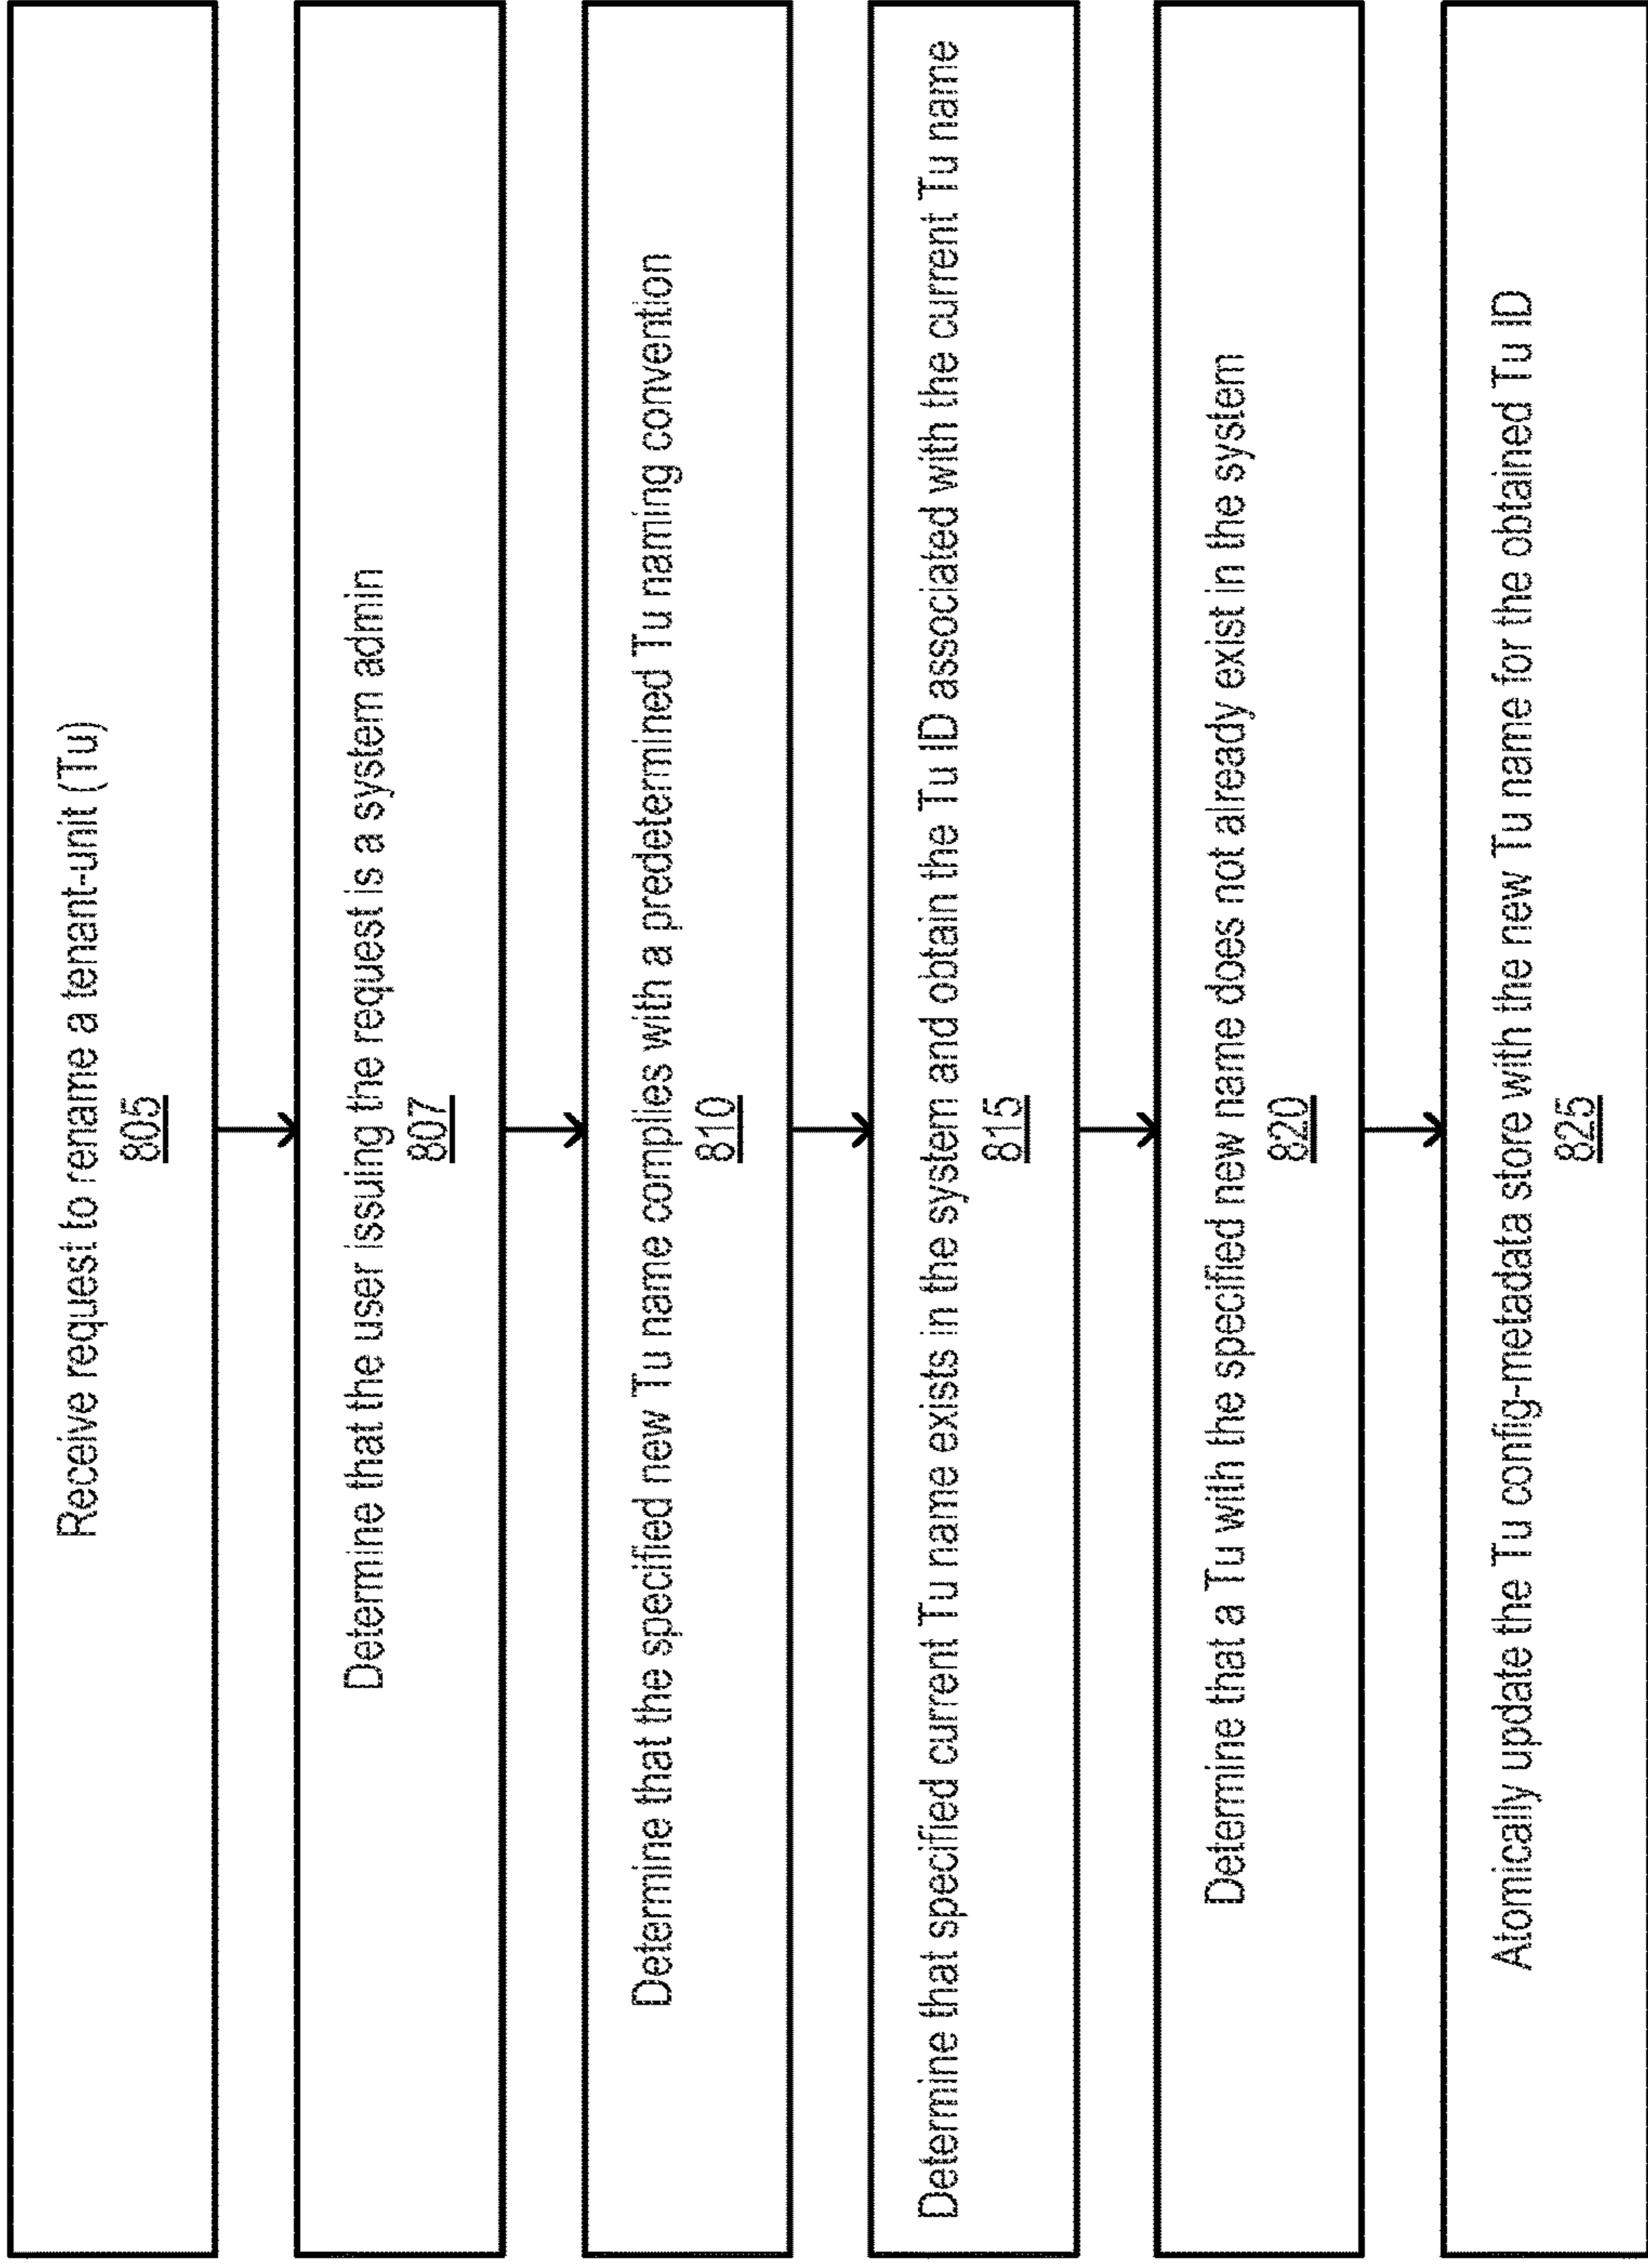 Receive request to rename a tenant-unit (Tu)
805
Determine that the user issuing the request is a system admin
807
Determine that the specified new Tu name complies with a predetermined Tu naming convention
810
Determine that specified current Tu name exists in the system and obtain the Tu ID associated with the current Tu name
815
Determine that a Tu with the specified new name does not already exist in the system
820
Atomically update the Tu config-metadata store with the new Tu name for the obtained Tu ID
825